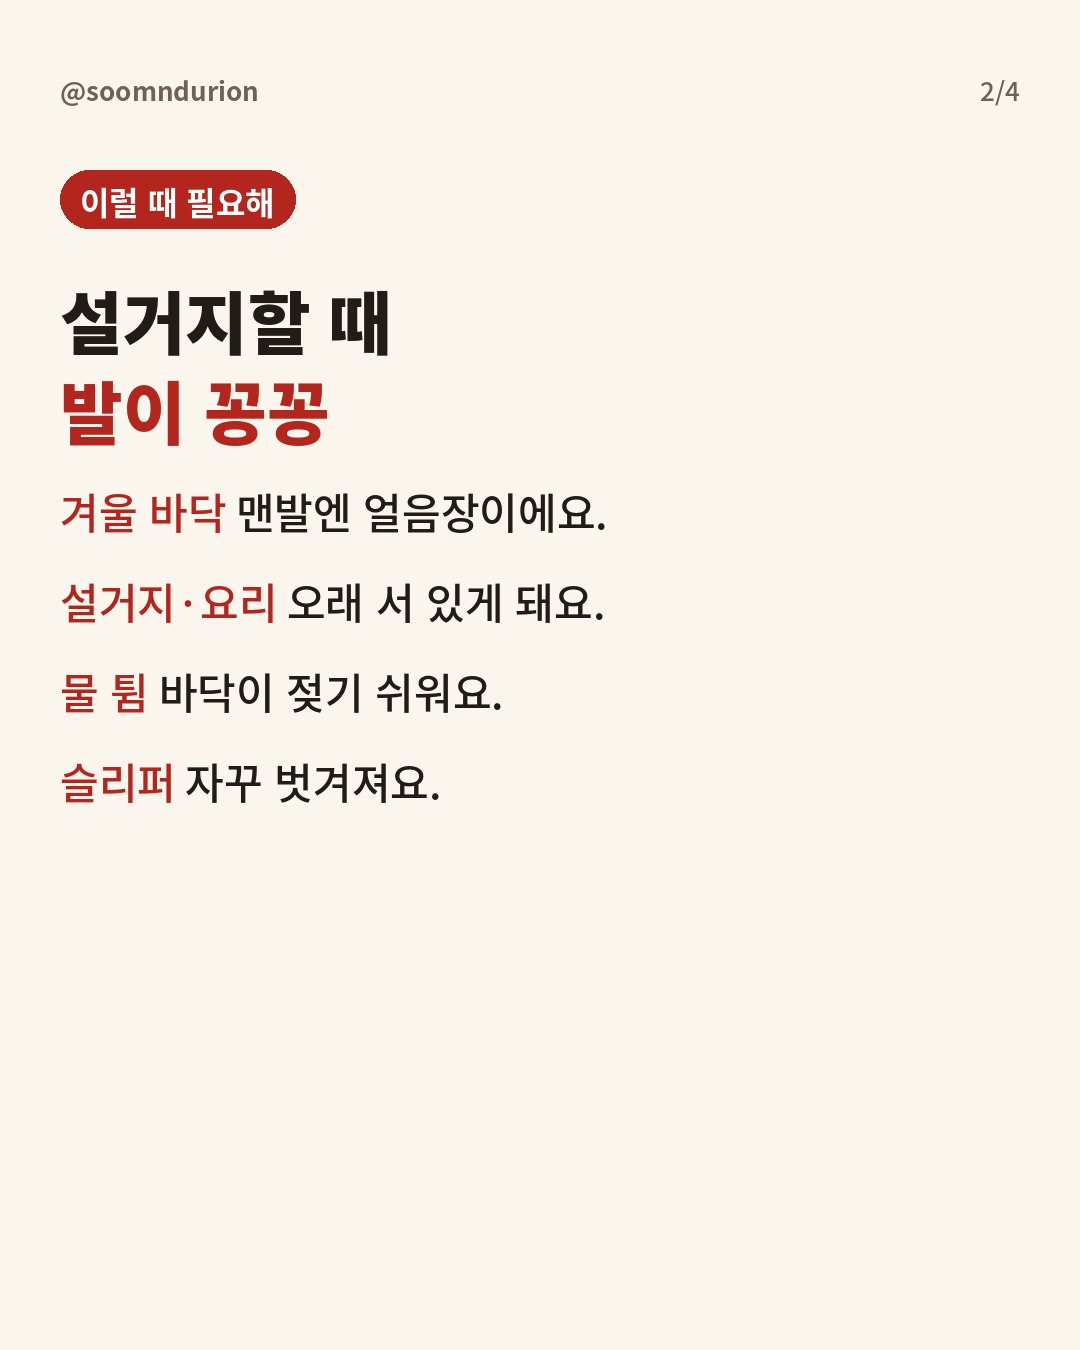 @soomndurion
2/4
이럴 때 필요해
설거지할 때
발이 꽁꽁
겨울 바닥 맨발엔 얼음장이에요.
설거지·요리 오래 서 있게 돼요.
물 튐 바닥이 젖기 쉬워요.
슬리퍼 자꾸 벗겨져요.